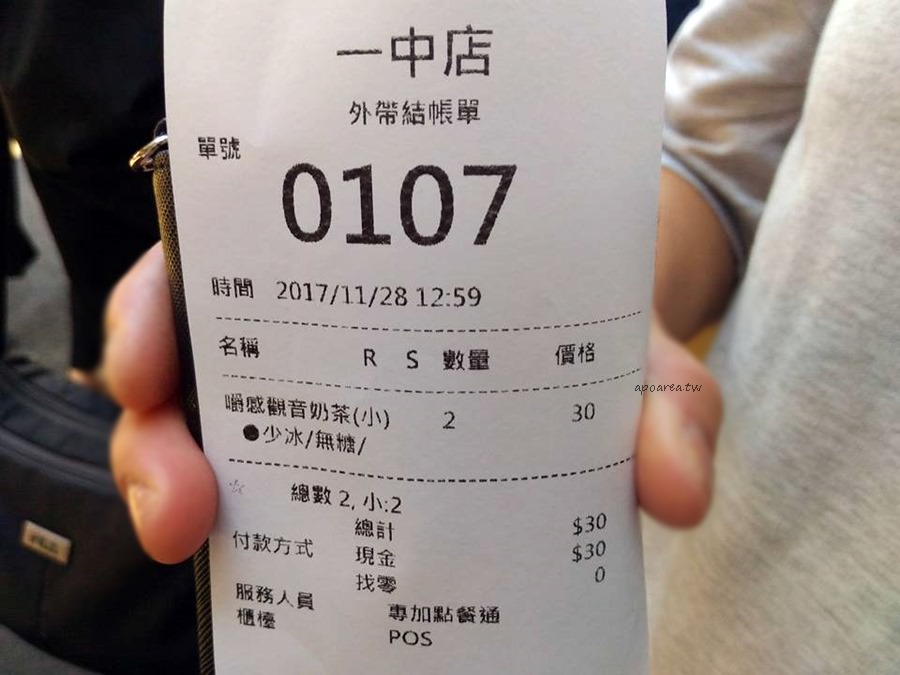 一中店
外帶結帳單
單號
0107
時間 2017/11/28 12:59
名稱 R S 數量 價格
嚼感觀音奶茶(小) 2 30
●少冰/無糖/
☆ 總數 2, 小:2
總計 $30
付款方式 現金 $30
找零 0
服務人員
櫃檯 專加點餐通
POS
apoarea.tw